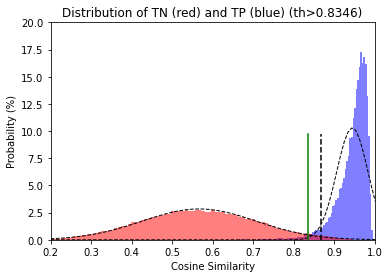 Distribution of TN (red) and TP (blue) (th>0.8346)
20.0
17.5
15.0
12.5
10.0
7.5
5.0
2.5
0.0
Probability (%)
0.2 0.3 0.4 0.5 0.6 0.7 0.8 0.9 1.0
Cosine Similarity